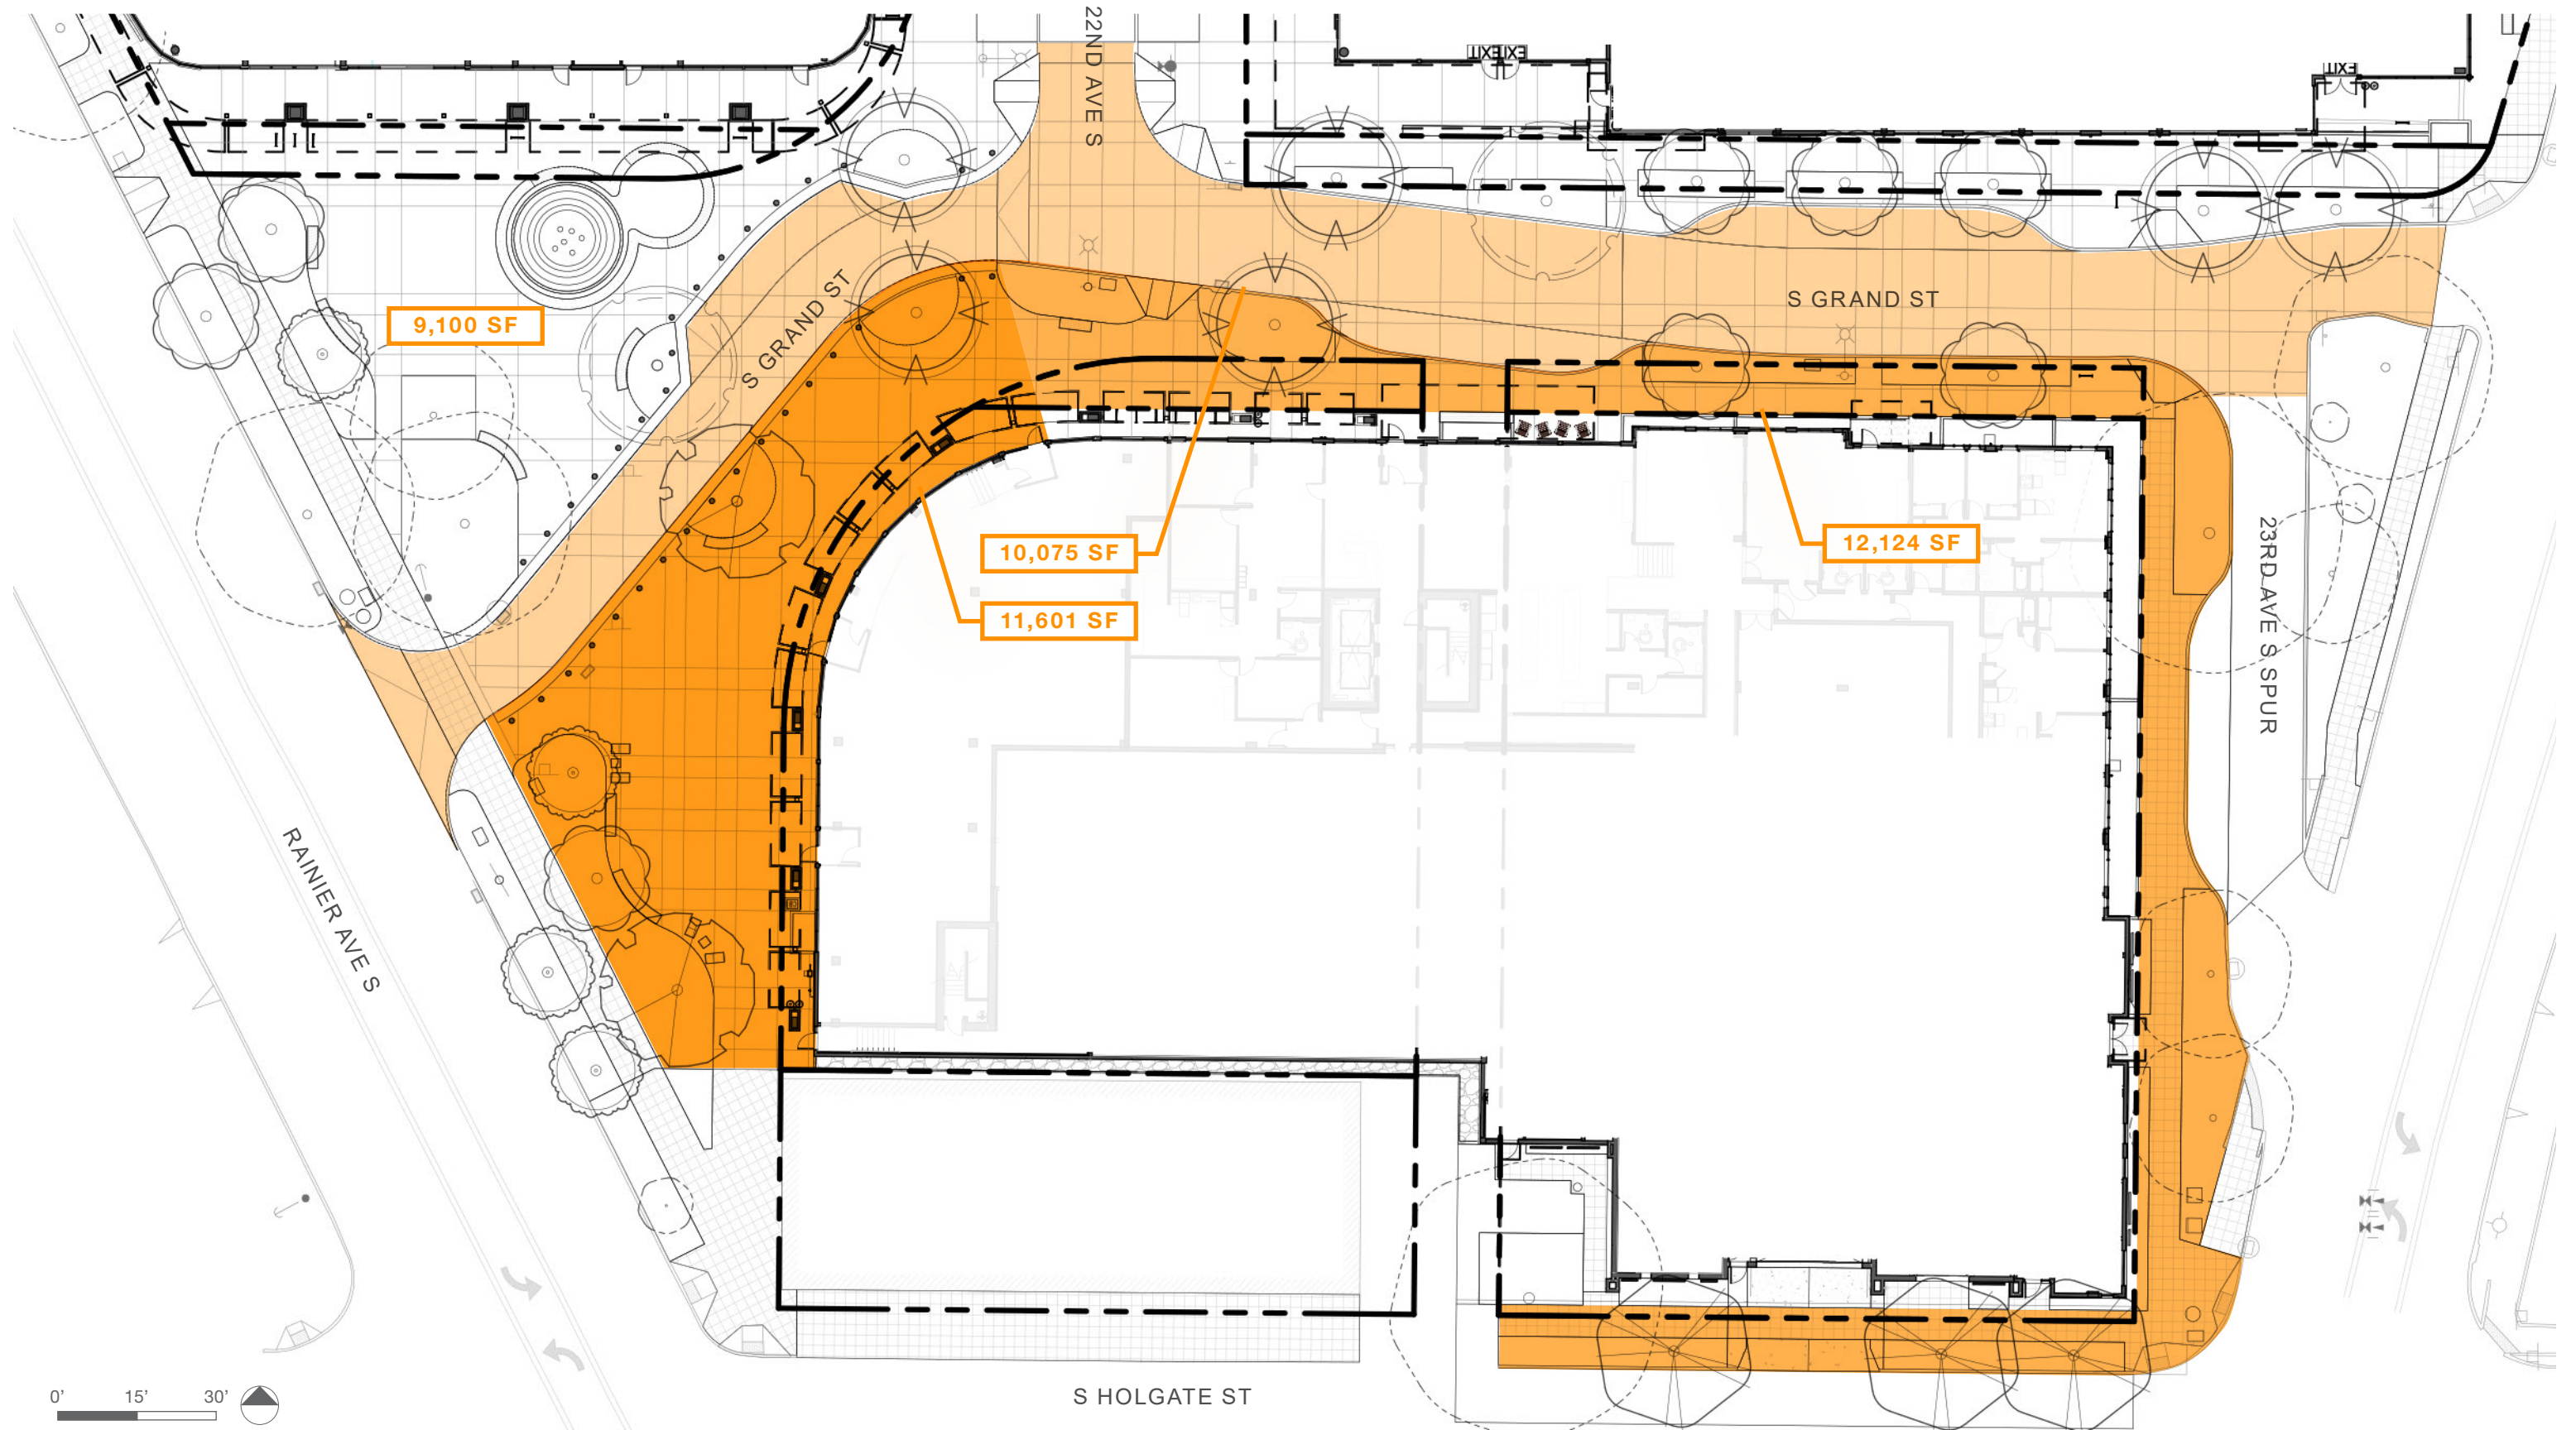 22ND AVE S
EXIT EXIT
EXIT
9,100 SF
S GRAND ST
S GRAND ST
10,075 SF
12,124 SF
11,601 SF
23RD AVE S SPUR
RAINIER AVE S
0' 15' 30'
S HOLGATE ST